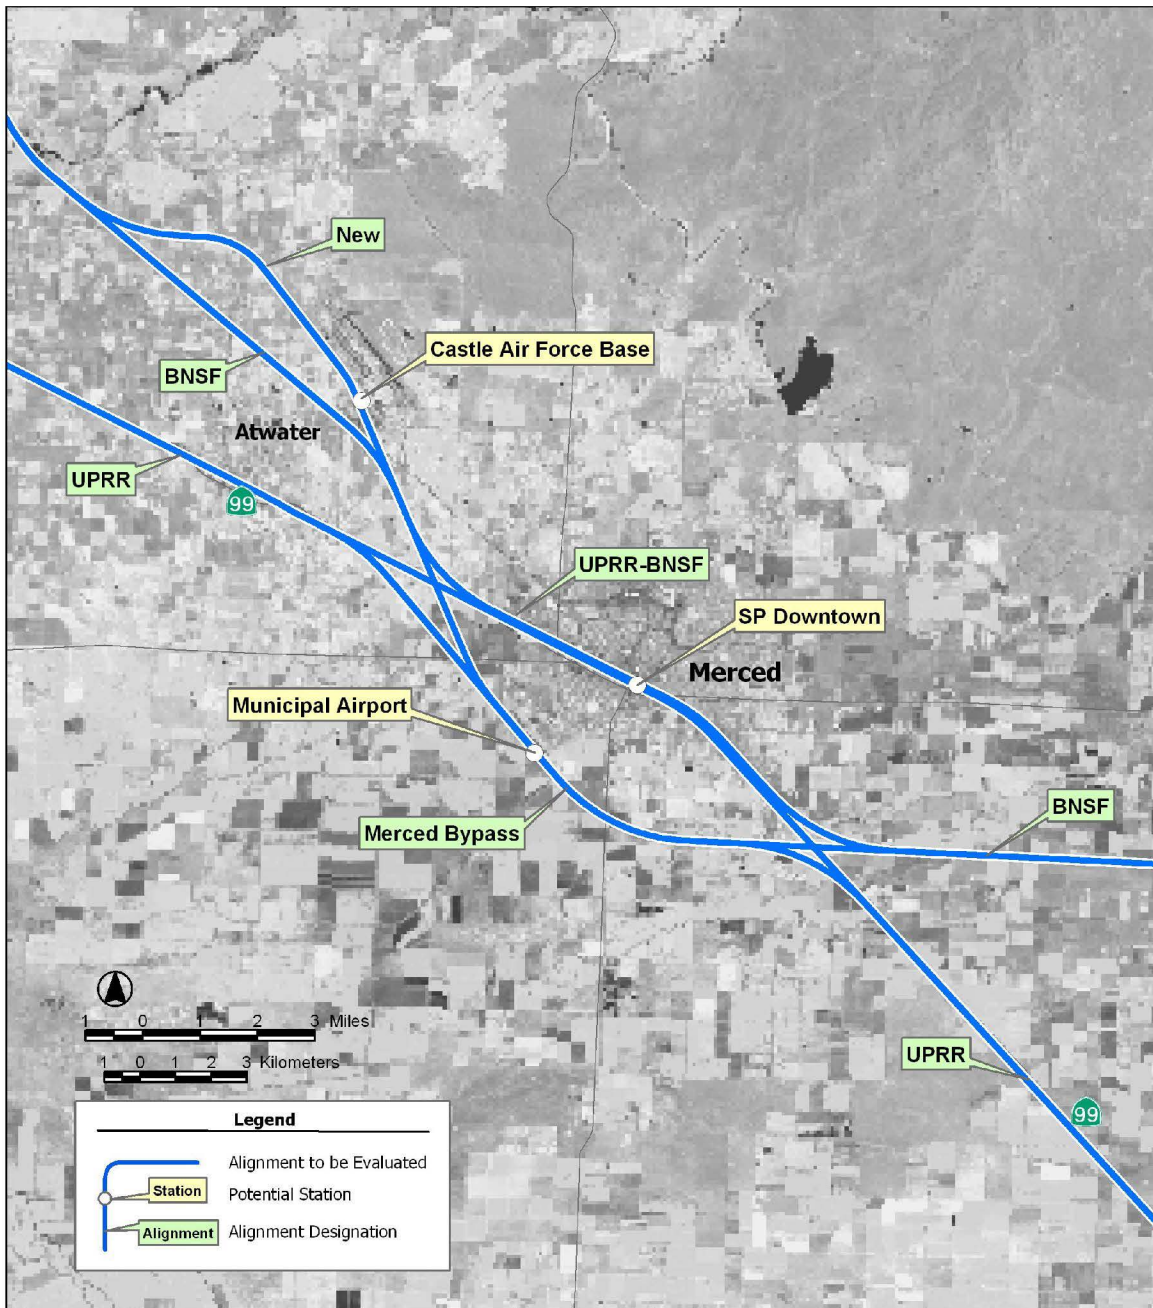 New
Castle Air Force Base
BNSF
Atwater
UPRR
99
UPRR-BNSF
SP Downtown
Merced
Municipal Airport
BNSF
Merced Bypass
1 0 1 2 3 Miles
1 0 1 2 3 Kilometers
UPRR
99
Legend
Alignment to be Evaluated
Station Potential Station
Alignment Alignment Designation